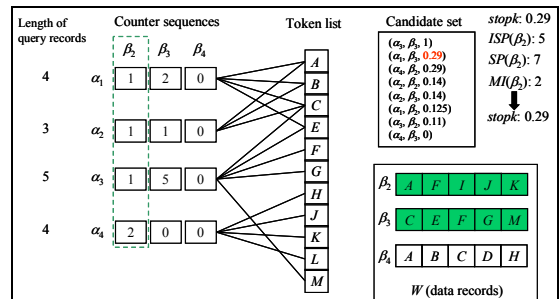 Length of query records
Counter sequences
Token list
Candidate set
β2 β3 β4
4 α1 1 2 0
3 α2 1 1 0
5 α3 1 5 0
4 α4 2 0 0
A
B
C
E
F
G
H
J
K
L
M
(α3, β3, 1)
(α1, β3, 0.29)
(α4, β2, 0.29)
(α2, β2, 0.14)
(α2, β3, 0.14)
(α1, β2, 0.125)
(α3, β2, 0.11)
(α4, β3, 0)
stopk: 0.29
ISP(β2): 5
SP(β2): 7
MI(β2): 2
stopk: 0.29
β2 A F I J K
β3 C E F G M
β4 A B C D H
W (data records)